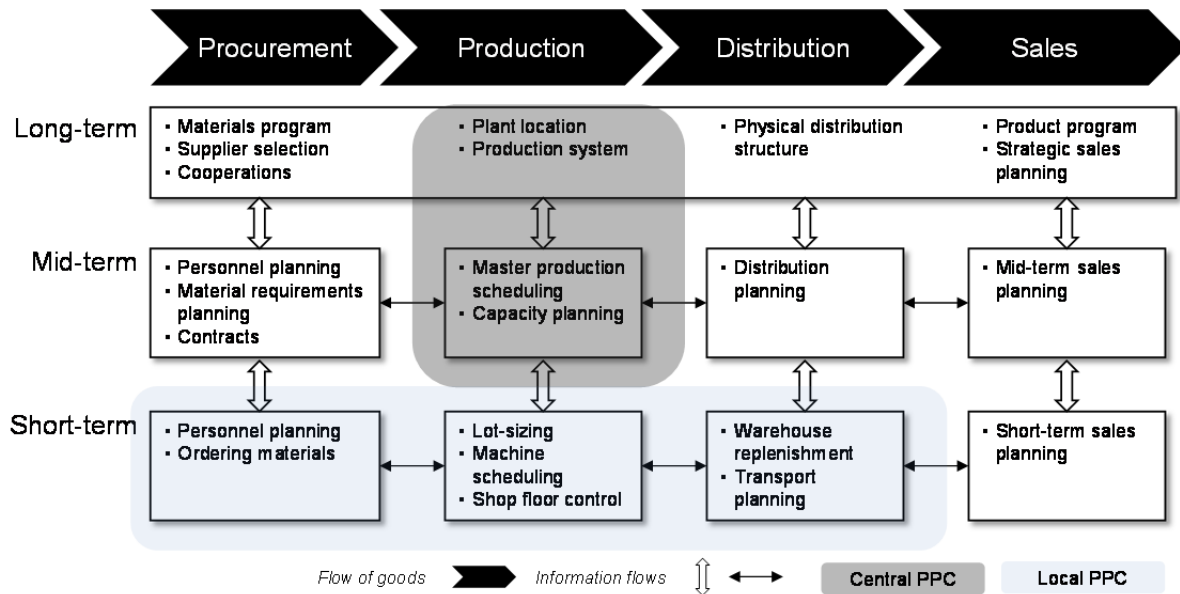 Procurement
Production
Distribution
Sales
Long-term
▪ Materials program
▪ Supplier selection
▪ Cooperations
▪ Plant location
▪ Production system
▪ Physical distribution
structure
▪ Product program
▪ Strategic sales
planning
Mid-term
▪ Personnel planning
▪ Material requirements
planning
▪ Contracts
▪ Master production
scheduling
▪ Capacity planning
▪ Distribution
planning
▪ Mid-term sales
planning
Short-term
▪ Personnel planning
▪ Ordering materials
▪ Lot-sizing
▪ Machine
scheduling
▪ Shop floor control
▪ Warehouse
replenishment
▪ Transport
planning
▪ Short-term sales
planning
Flow of goods
Information flows
Central PPC
Local PPC